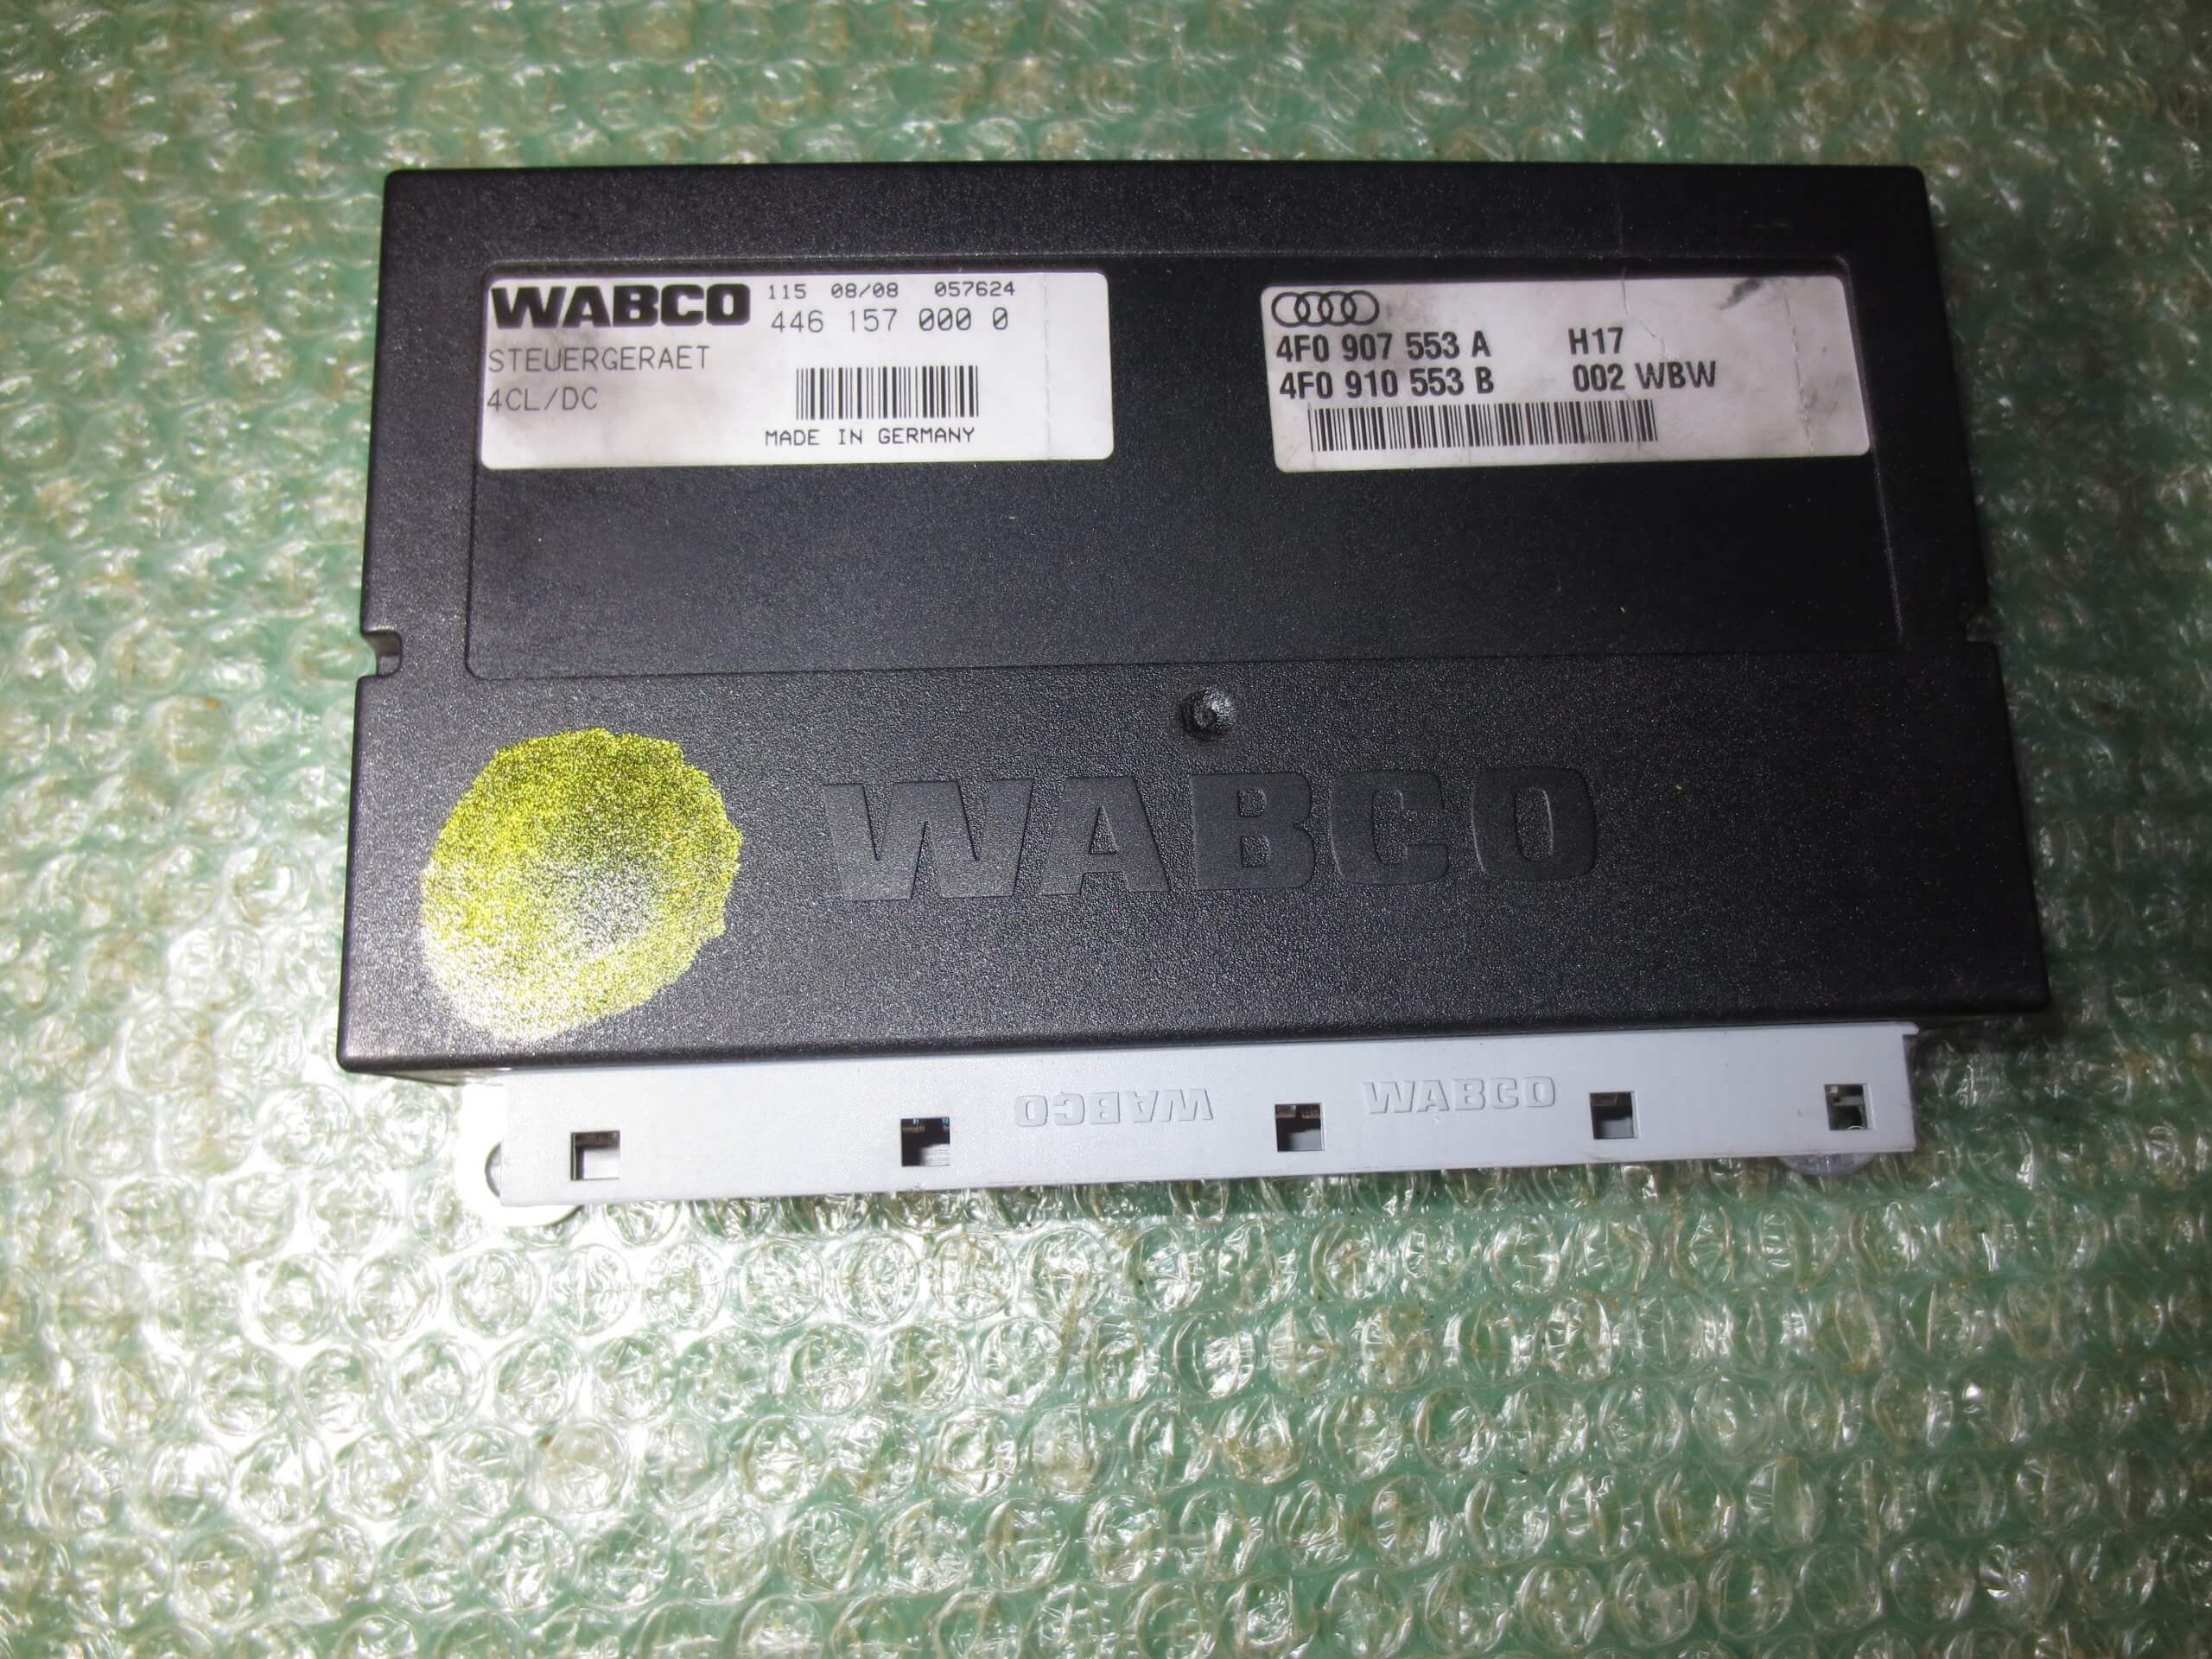 WABCO 115 08/08 057624
446 157 000 0
STEUERGERAET
4CL/DC
MADE IN GERMANY
4F0 907 553 A H17
4F0 910 553 B 002 WBW
WABCO
WABCO WABCO